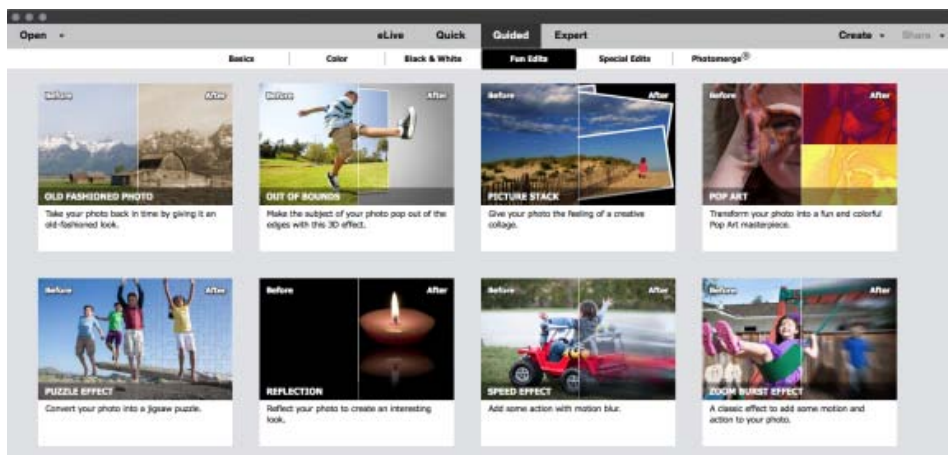 Open
eLive Quick Guided Expert
Create Share
Basics Color Black & White Fun Edits Special Edits Photomerge®
Before After
Before After
Before After
Before After
OLD FASHIONED PHOTO
OUT OF BOUNDS
PICTURE STACK
POP ART
Take your photo back in time by giving it an
old-fashioned look.
Make the subject of your photo pop out of the
edges with this 3D effect.
Give your photo the feeling of a creative
collage.
Transform your photo into a fun and colorful
Pop Art masterpiece.
Before After
Before After
Before After
Before After
PUZZLE EFFECT
REFLECTION
SPEED EFFECT
ZOOM BURST EFFECT
Convert your photo into a jigsaw puzzle.
Reflect your photo to create an interesting
look.
Add some action with motion blur.
A classic effect to add some motion and
action to your photo.